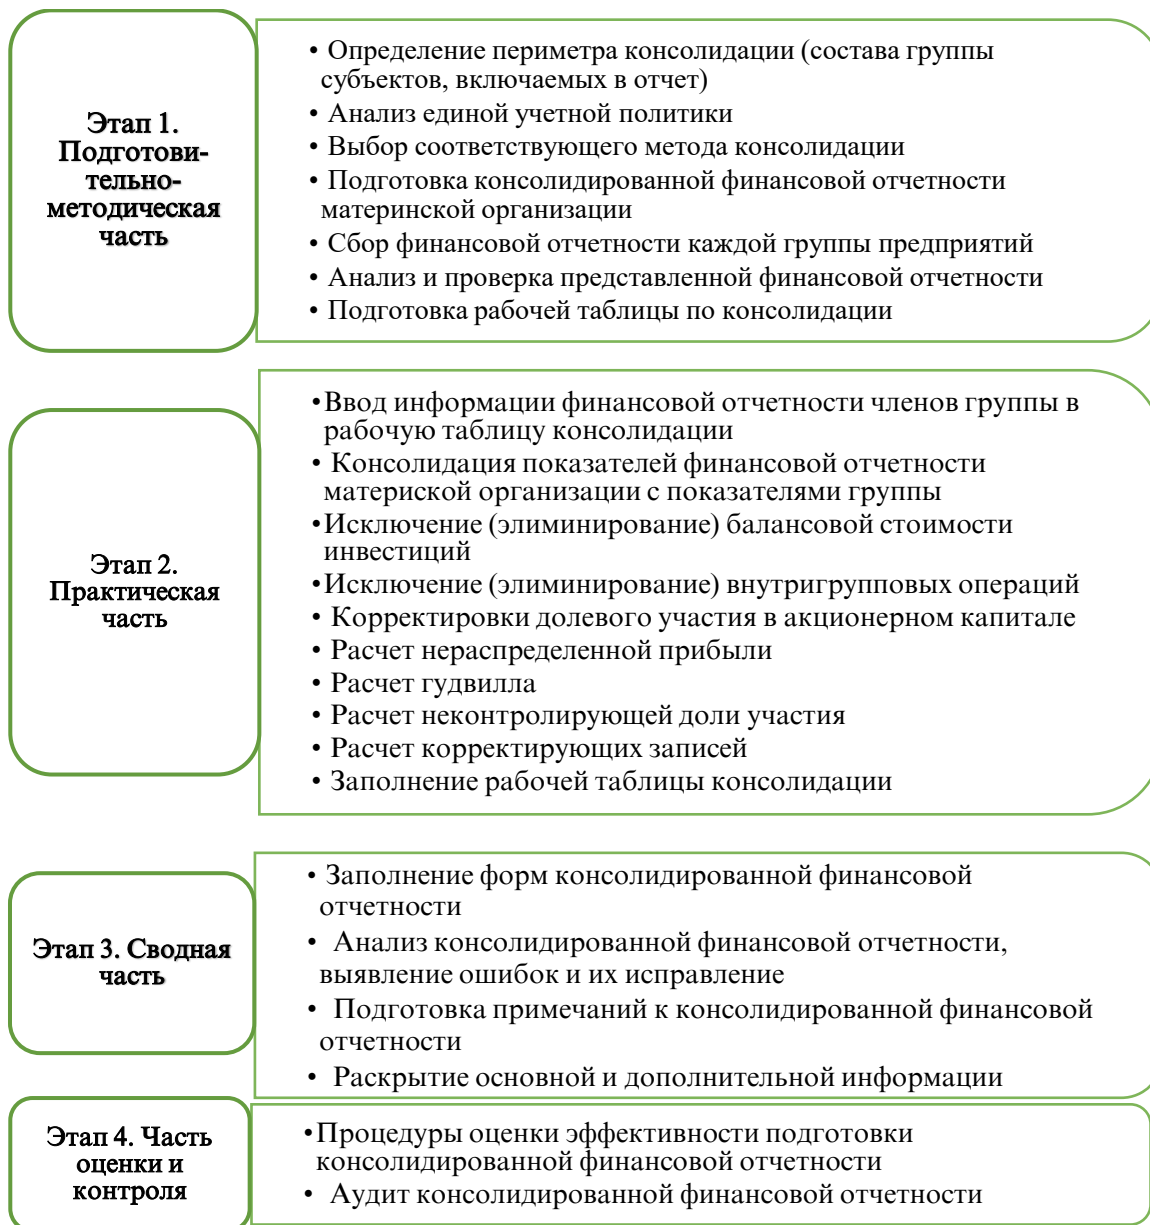 Этап 1.
Подготови-
тельно-
методическая
часть
• Определение периметра консолидации (состава группы
субъектов, включаемых в отчет)
• Анализ единой учетной политики
• Выбор соответствующего метода консолидации
• Подготовка консолидированной финансовой отчетности
материнской организации
• Сбор финансовой отчетности каждой группы предприятий
• Анализ и проверка представленной финансовой отчетности
• Подготовка рабочей таблицы по консолидации
Этап 2.
Практическая
часть
•Ввод информации финансовой отчетности членов группы в
рабочую таблицу консолидации
• Консолидация показателей финансовой отчетности
материской организации с показателями группы
•Исключение (элиминирование) балансовой стоимости
инвестиций
•Исключение (элиминирование) внутригрупповых операций
• Корректировки долевого участия в акционерном капитале
• Расчет нераспределенной прибыли
• Расчет гудвилла
• Расчет неконтролирующей доли участия
• Расчет корректирующих записей
• Заполнение рабочей таблицы консолидации
Этап 3. Сводная
часть
• Заполнение форм консолидированной финансовой
отчетности
• Анализ консолидированной финансовой отчетности,
выявление ошибок и их исправление
• Подготовка примечаний к консолидированной финансовой
отчетности
• Раскрытие основной и дополнительной информации
Этап 4. Часть
оценки и
контроля
•Процедуры оценки эффективности подготовки
консолидированной финансовой отчетности
• Аудит консолидированной финансовой отчетности